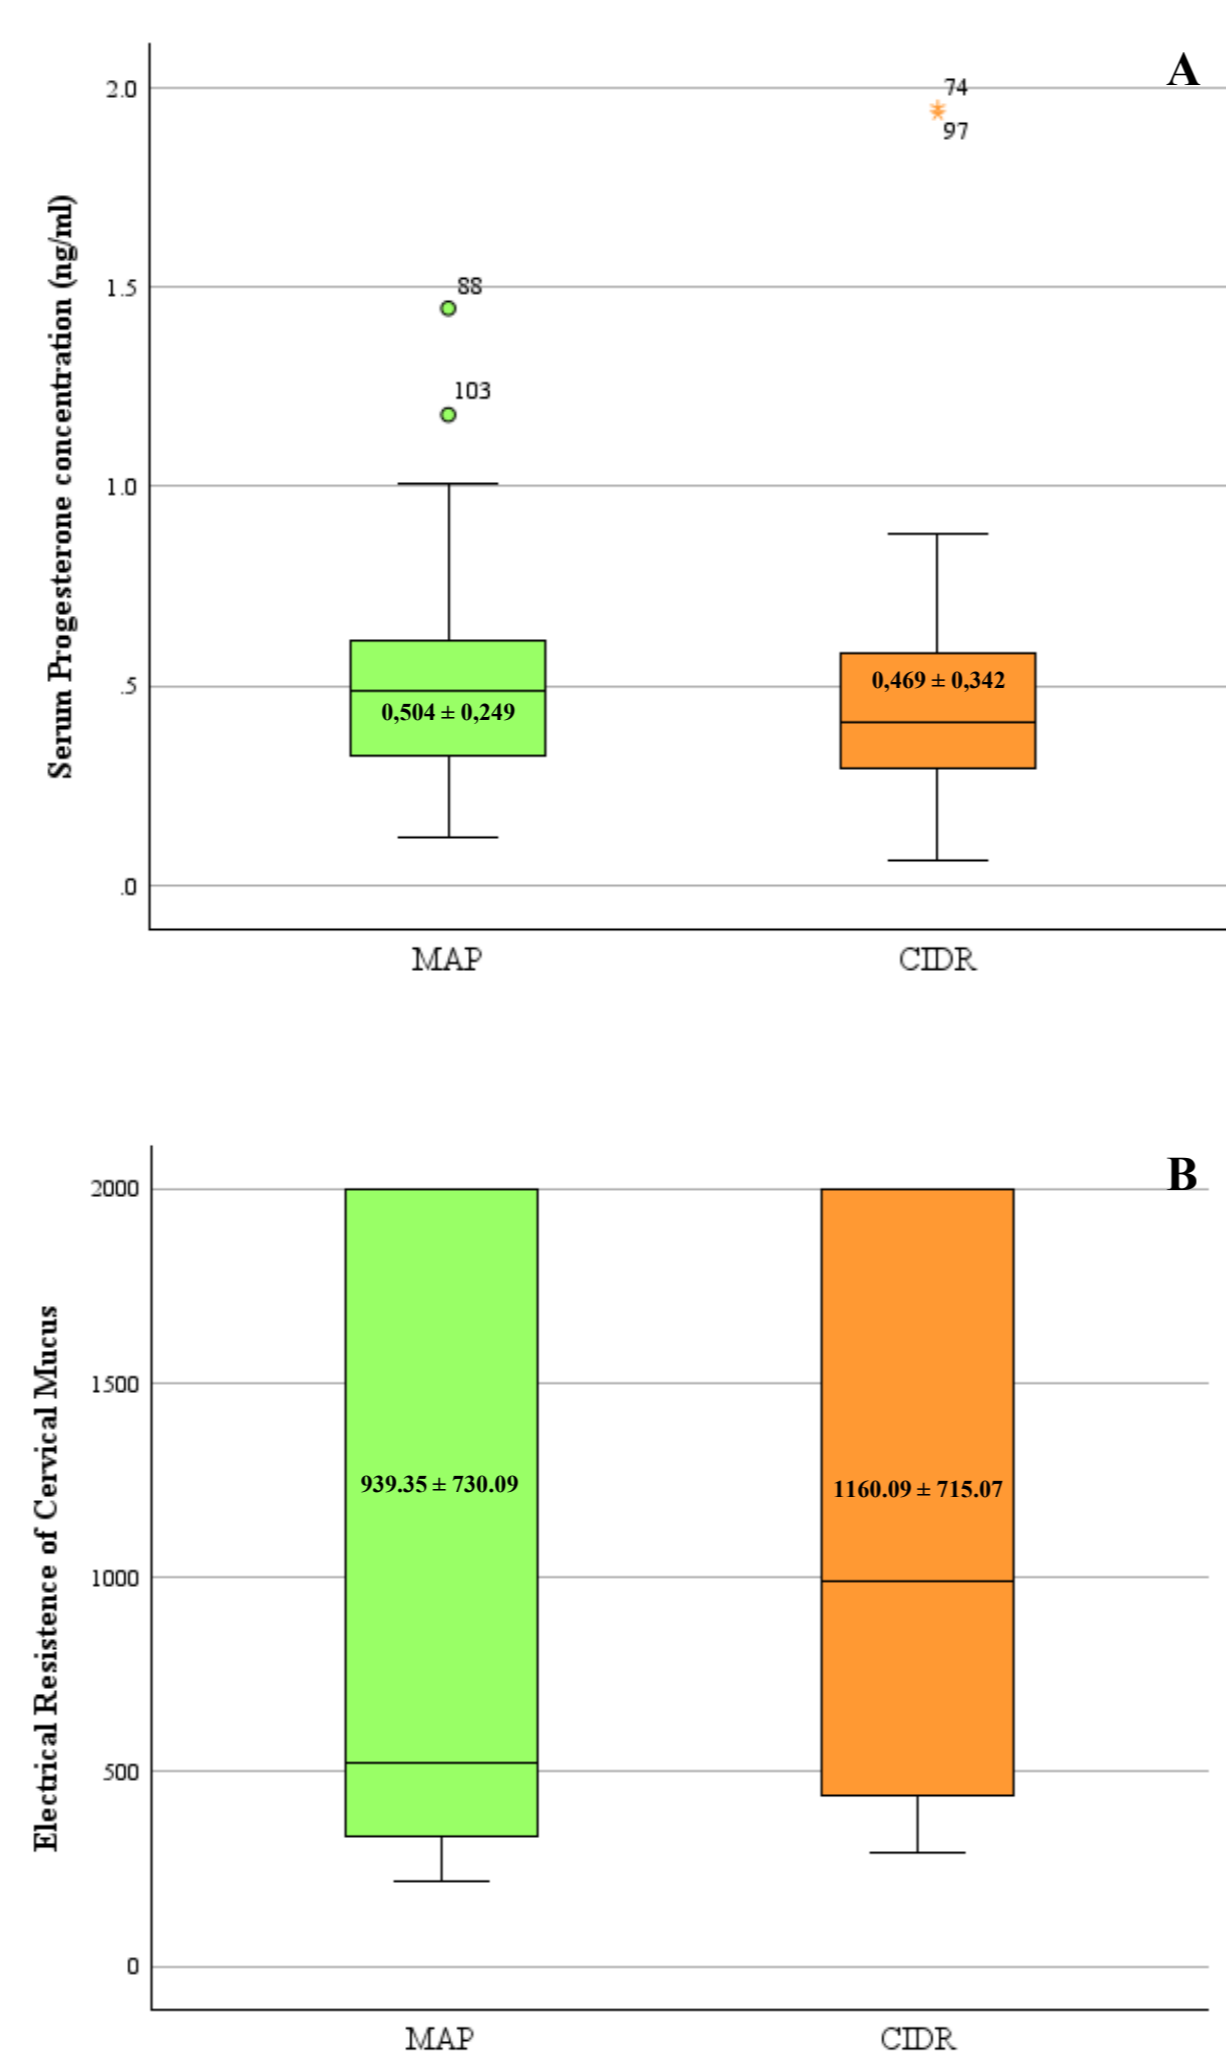 A
Serum Progesterone concentration (ng/ml)
2.0
1.5
1.0
.5
.0
74
97
88
103
0,504 ± 0,249
0,469 ± 0,342
MAP
CIDR
B
Electrical Resistence of Cervical Mucus
2000
1500
1000
500
0
939.35 ± 730.09
1160.09 ± 715.07
MAP
CIDR